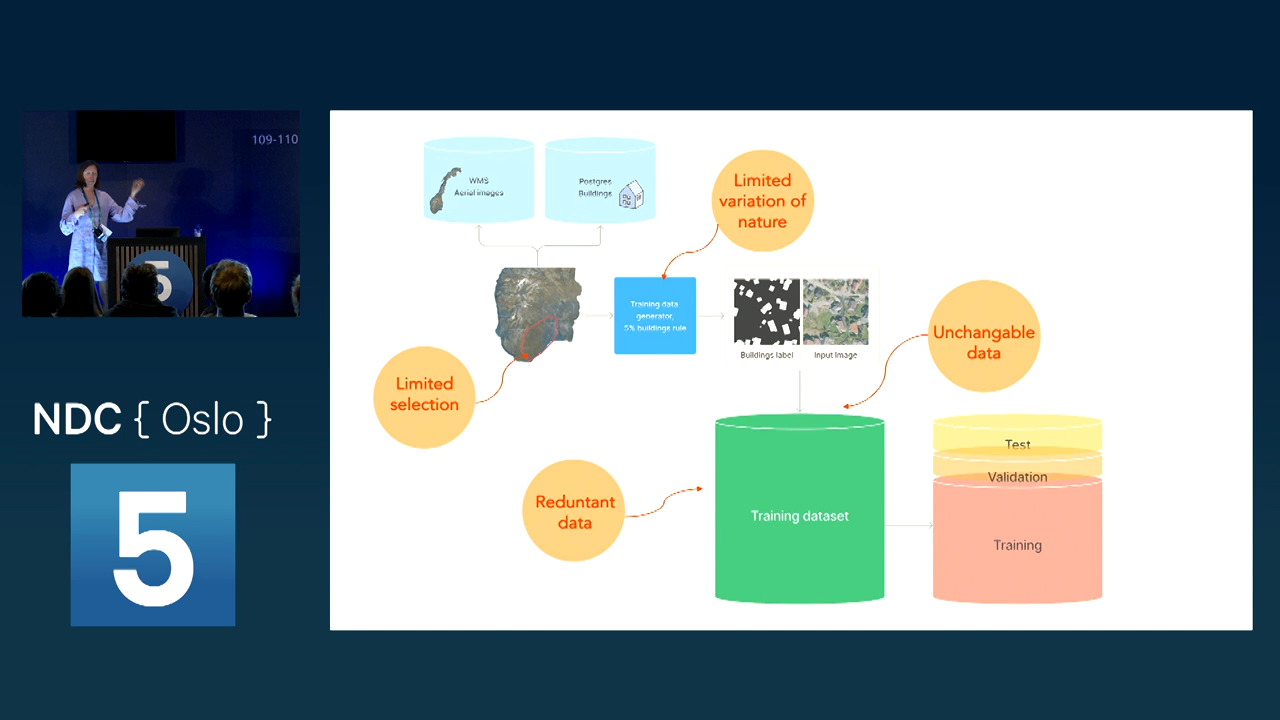 109-110
5
NDC { Oslo }
5
WMS
Aerial images
Postgres
Buildings
Limited
variation of
nature
Training data
generator,
5% buildings rule
Buildings label
Input image
Unchangable
data
Limited
selection
Reduntant
data
Training dataset
Test
Validation
Training